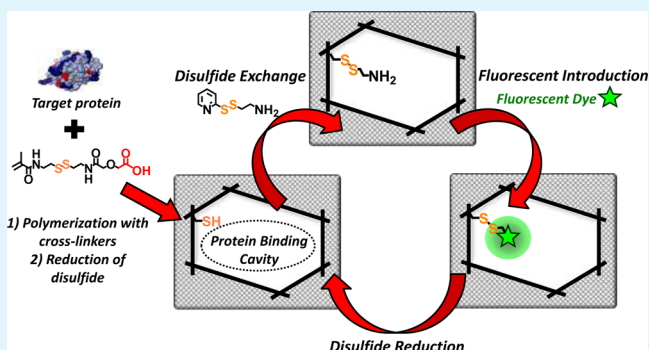 Target protein
1) Polymerization with
cross-linkers
2) Reduction of
disulfide
Disulfide Exchange
Fluorescent Introduction
Fluorescent Dye
Protein Binding
Cavity
Disulfide Reduction
H
N
O
S
S
N
H
O
O
O
OH
N
S
S
NH2
S
S
NH2
SH
S
S